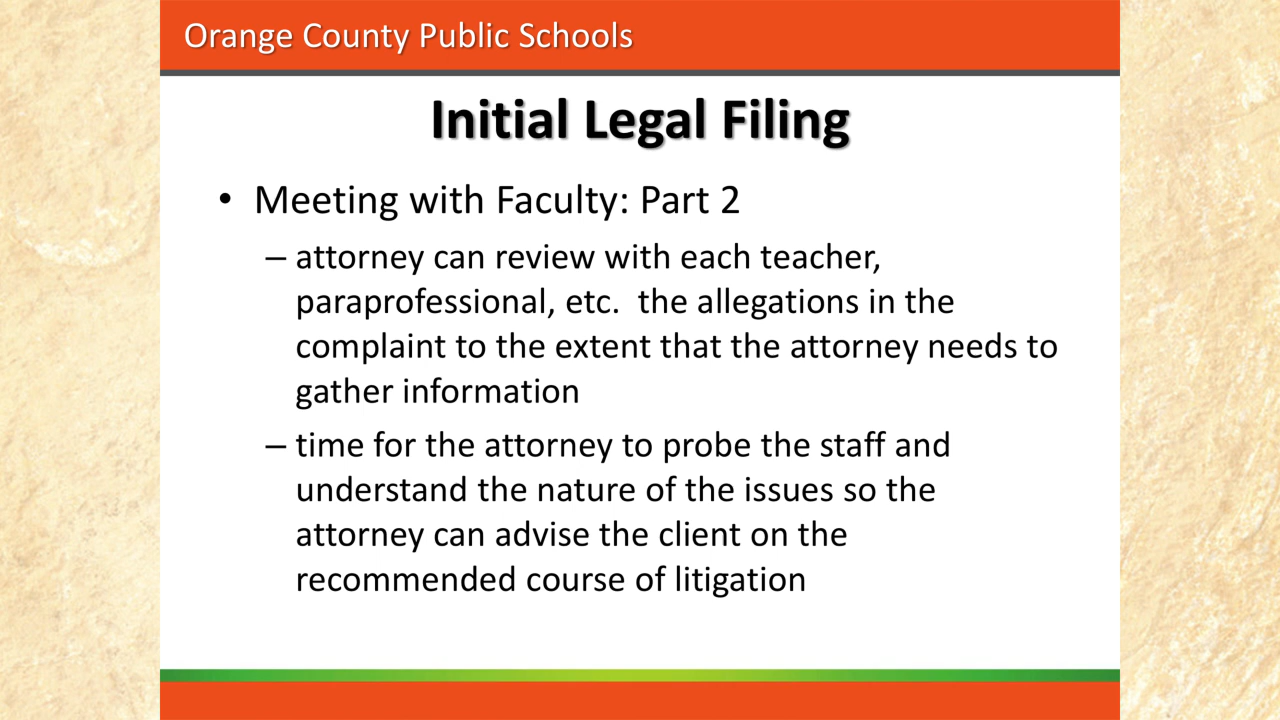 Orange County Public Schools
Initial Legal Filing
• Meeting with Faculty: Part 2
– attorney can review with each teacher,
paraprofessional, etc.  the allegations in the
complaint to the extent that the attorney needs to
gather information
– time for the attorney to probe the staff and
understand the nature of the issues so the
attorney can advise the client on the
recommended course of litigation